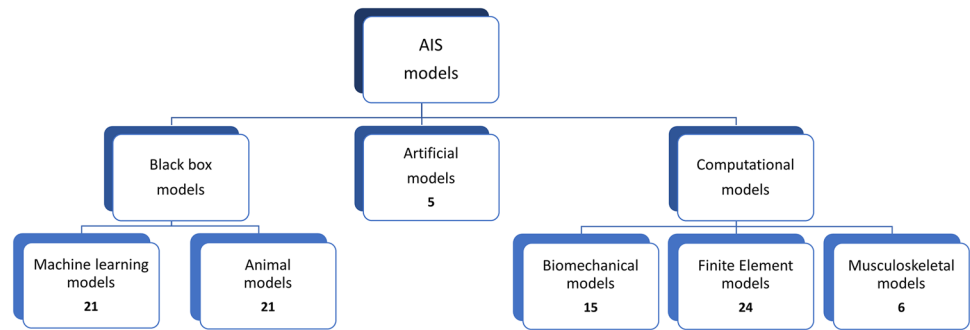 AIS
models
Black box
models
Artificial
models
5
Computational
models
Machine learning
models
21
Animal
models
21
Biomechanical
models
15
Finite Element
models
24
Musculoskeletal
models
6